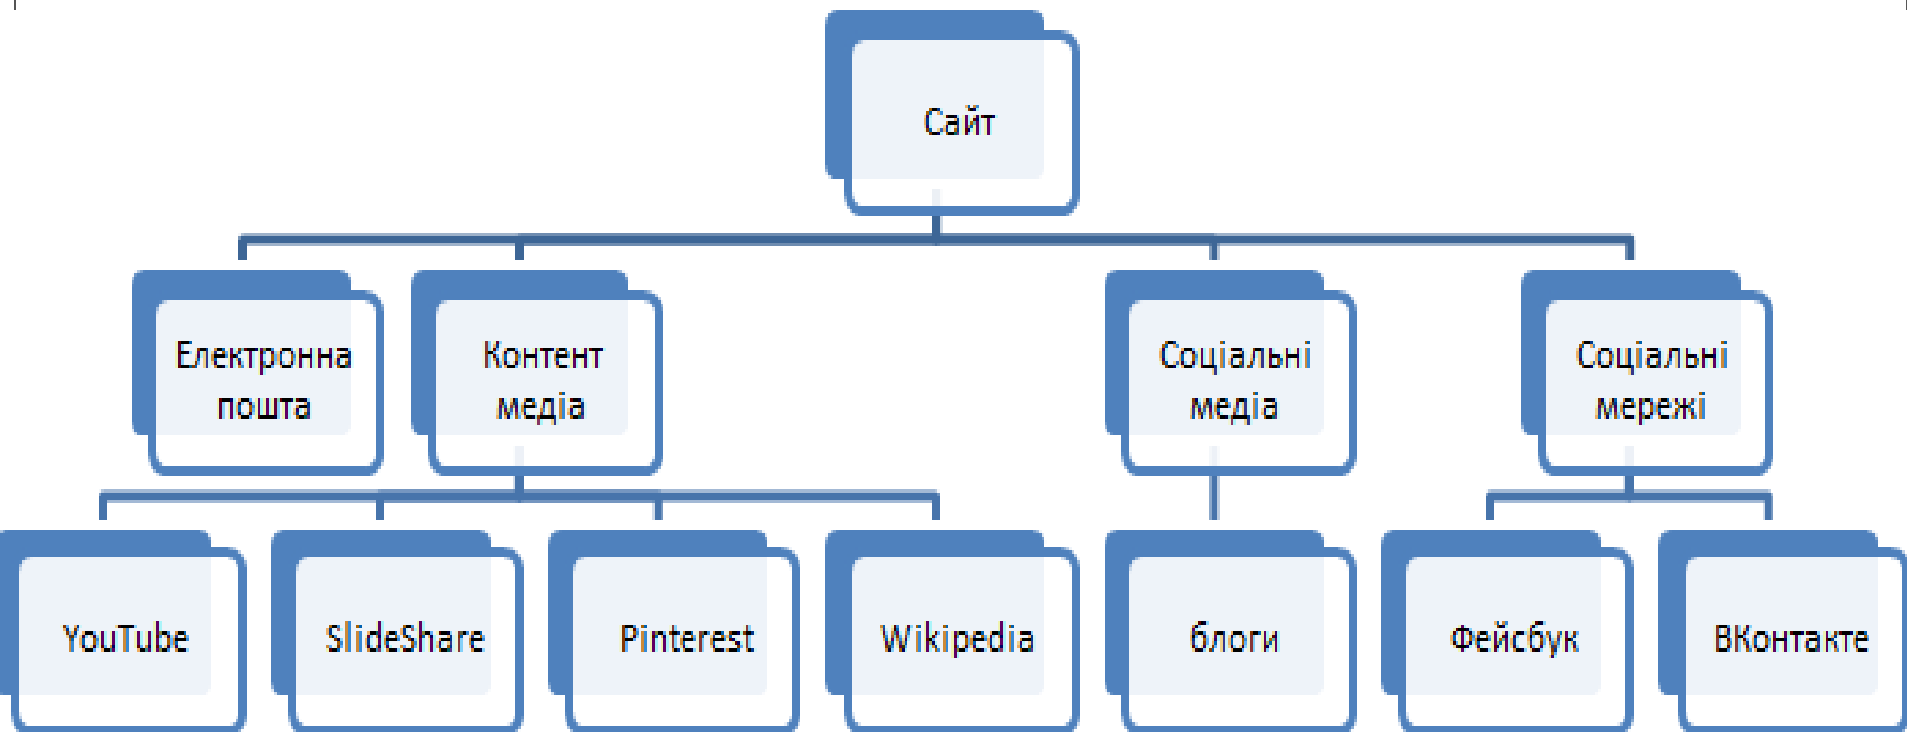 Сайт
Електронна
пошта
Контент
медіа
Соціальні
медіа
Соціальні
мережі
YouTube
SlideShare
Pinterest
Wikipedia
блоги
Фейсбук
ВКонтакте